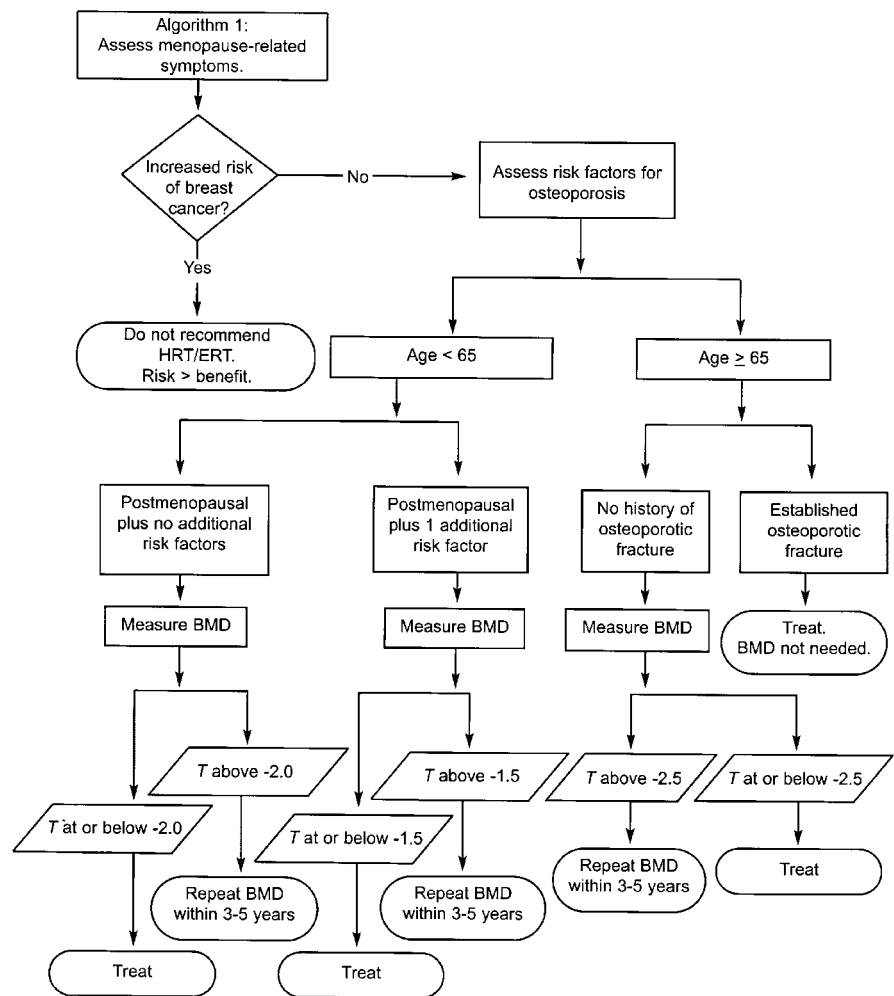 Algorithm 1:
Assess menopause-related
symptoms.
Increased risk
of breast
cancer?
No
Assess risk factors for
osteoporosis
Yes
Do not recommend
HRT/ERT.
Risk > benefit.
Age < 65
Age ≥ 65
Postmenopausal
plus no additional
risk factors
Postmenopausal
plus 1 additional
risk factor
No history of
osteoporotic
fracture
Established
osteoporotic
fracture
Measure BMD
Measure BMD
Measure BMD
Treat.
BMD not needed.
T above -2.0
T at or below -2.0
T above -1.5
T at or below -1.5
T above -2.5
T at or below -2.5
Repeat BMD
within 3-5 years
Repeat BMD
within 3-5 years
Repeat BMD
within 3-5 years
Treat
Treat
Treat